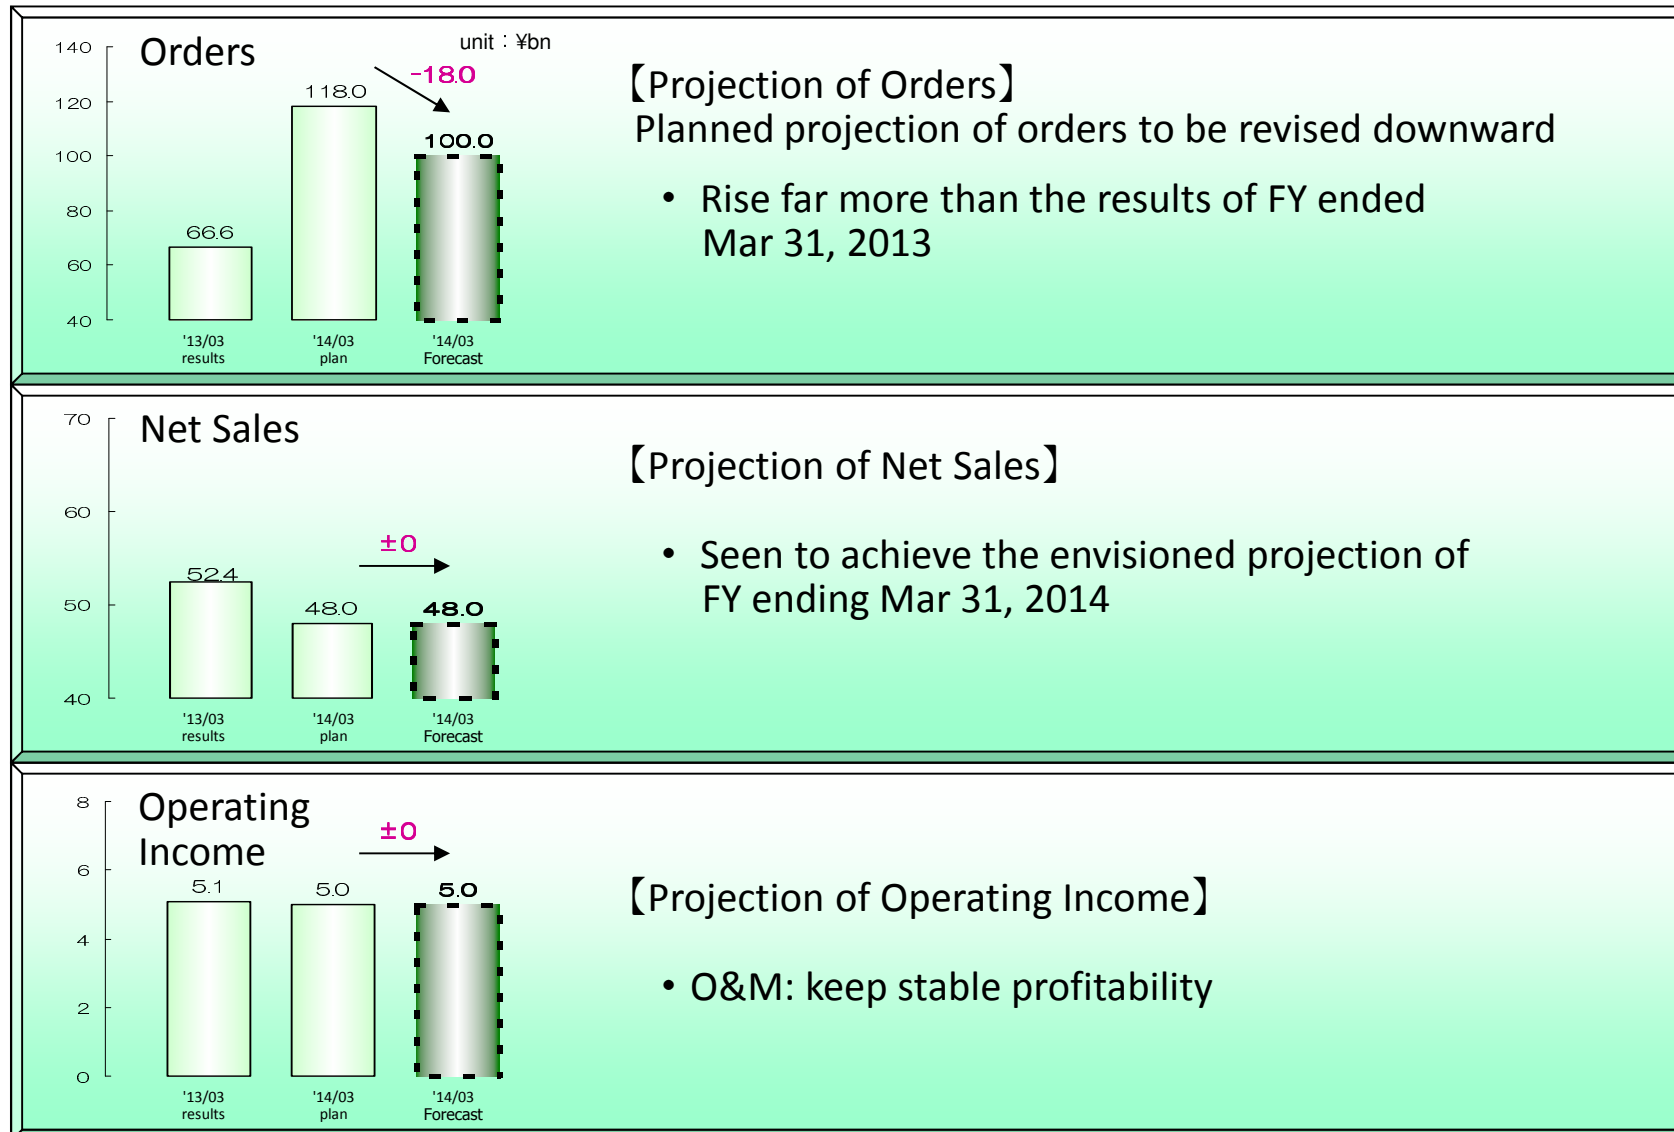 Orders
unit：¥bn
140
120
100
80
60
40
66.6
118.0
-18.0
100.0
'13/03
results
'14/03
plan
'14/03
Forecast
【Projection of Orders】
Planned projection of orders to be revised downward
• Rise far more than the results of FY ended
Mar 31, 2013
Net Sales
70
60
50
40
52.4
48.0
±0
48.0
'13/03
results
'14/03
plan
'14/03
Forecast
【Projection of Net Sales】
• Seen to achieve the envisioned projection of
FY ending Mar 31, 2014
Operating
Income
8
6
4
2
0
5.1
5.0
±0
5.0
'13/03
results
'14/03
plan
'14/03
Forecast
【Projection of Operating Income】
• O&M: keep stable profitability